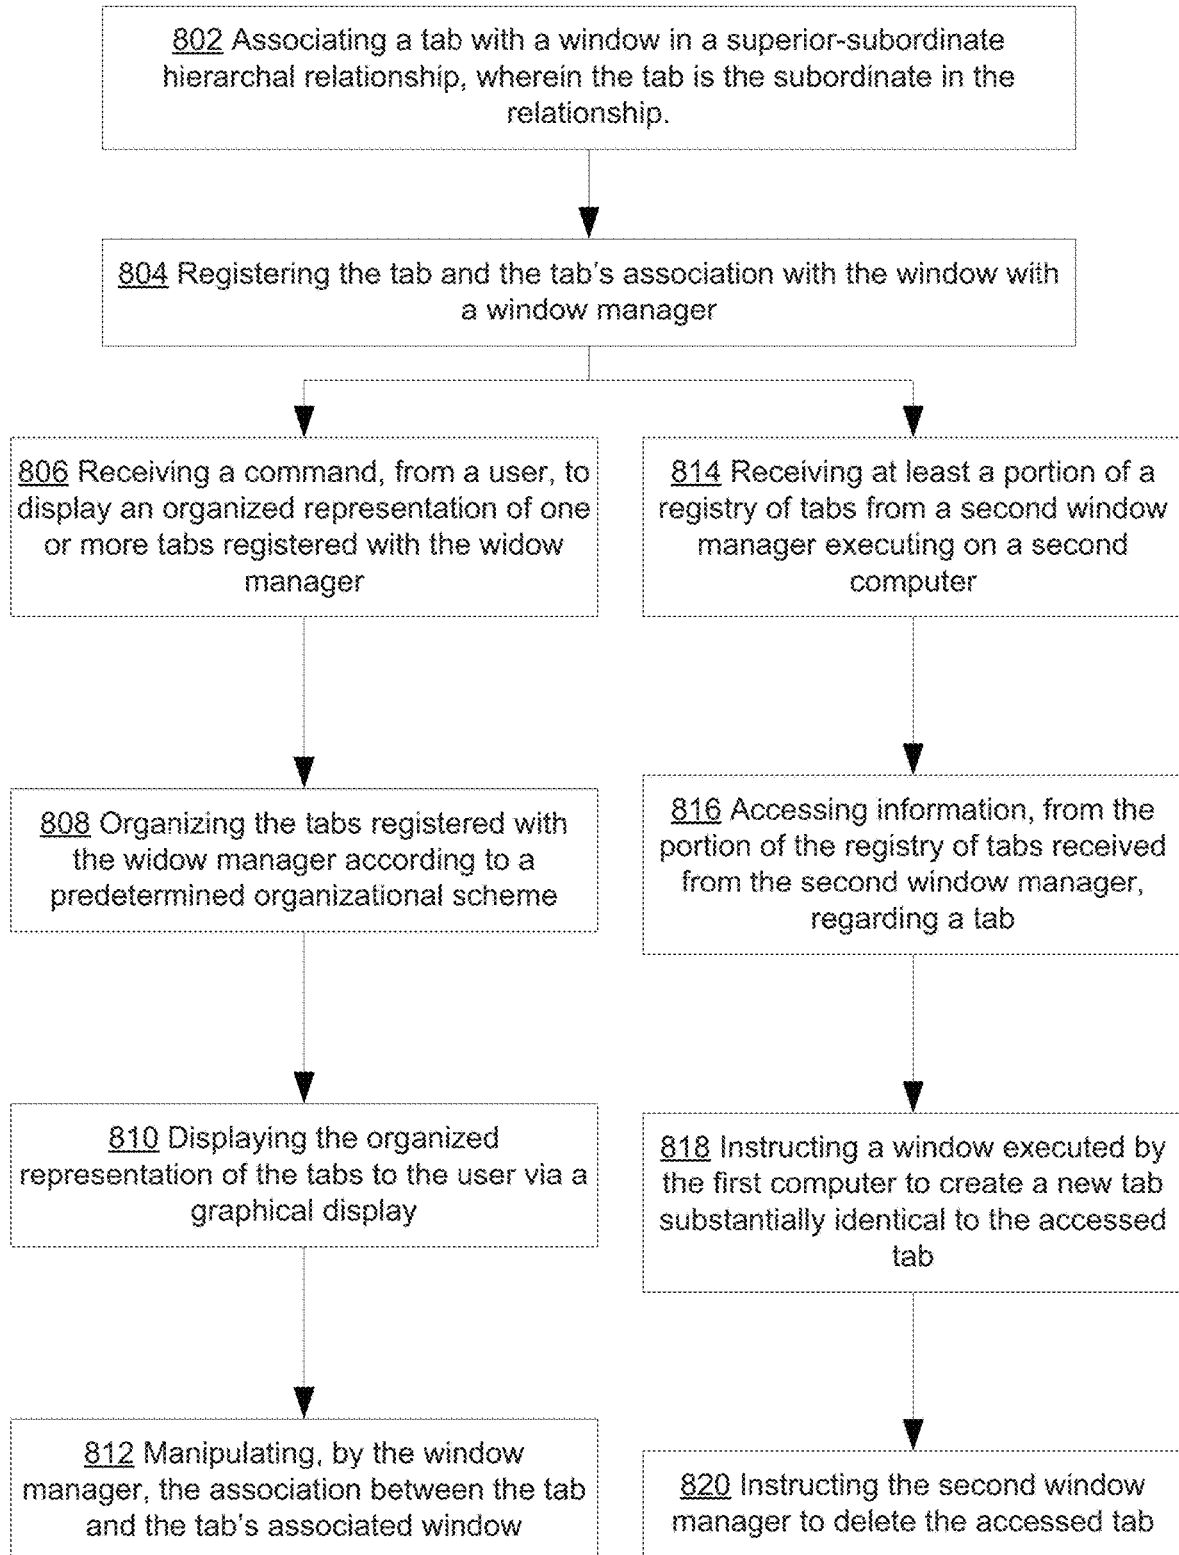 802 Associating a tab with a window in a superior-subordinate
hierarchal relationship, wherein the tab is the subordinate in the
relationship.
804 Registering the tab and the tab's association with the window with
a window manager
806 Receiving a command, from a user, to
display an organized representation of one
or more tabs registered with the widow
manager
808 Organizing the tabs registered with
the widow manager according to a
predetermined organizational scheme
810 Displaying the organized
representation of the tabs to the user via a
graphical display
812 Manipulating, by the window
manager, the association between the tab
and the tab's associated window
814 Receiving at least a portion of a
registry of tabs from a second window
manager executing on a second
computer
816 Accessing information, from the
portion of the registry of tabs received
from the second window manager,
regarding a tab
818 Instructing a window executed by
the first computer to create a new tab
substantially identical to the accessed
tab
820 Instructing the second window
manager to delete the accessed tab